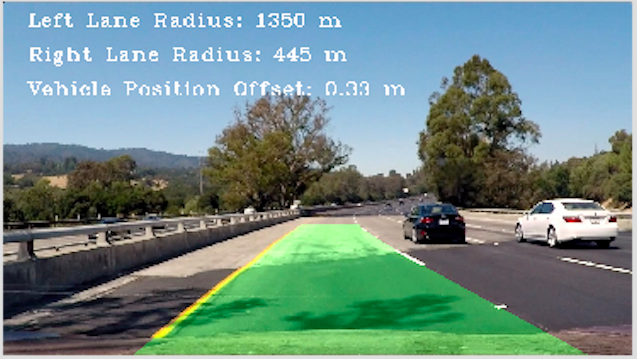 Left Lane Radius: 1350 m
Right Lane Radius: 445 m
Vehicle Position Offset: 0.33 m